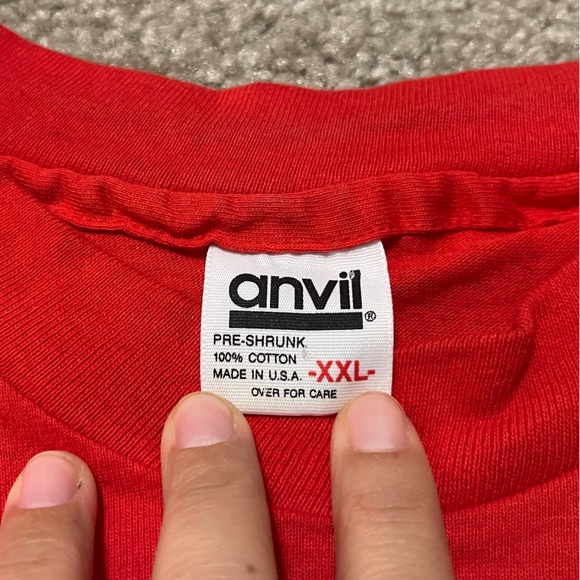 anvil®
PRE-SHRUNK
100% COTTON
MADE IN U.S.A. -XXL-
OVER FOR CARE